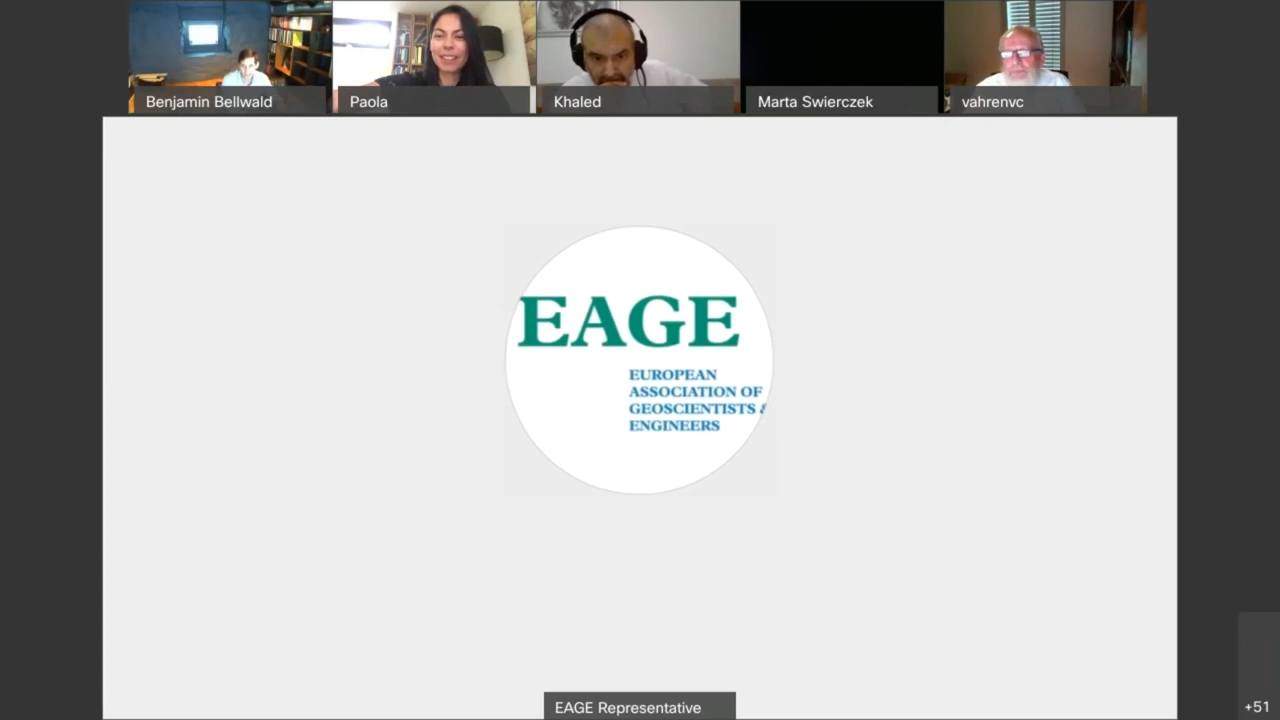 Benjamin Bellwald
Paola
Khaled
Marta Swierczek
vahrenvc
EAGE
EUROPEAN
ASSOCIATION OF
GEOSCIENTISTS &
ENGINEERS
EAGE Representative
+51